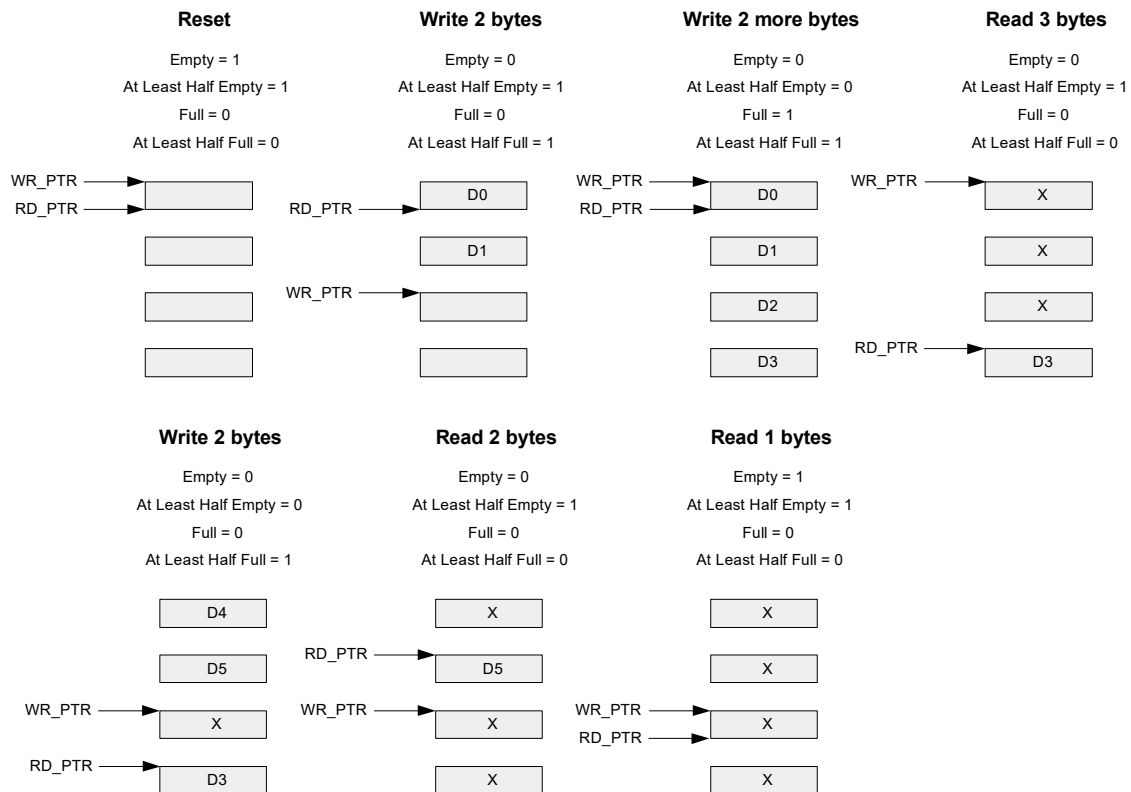 Reset
Empty = 1
At Least Half Empty = 1
Full = 0
At Least Half Full = 0
WR_PTR
RD_PTR
Write 2 bytes
Empty = 0
At Least Half Empty = 1
Full = 0
At Least Half Full = 1
D0
RD_PTR
D1
WR_PTR
Write 2 more bytes
Empty = 0
At Least Half Empty = 0
Full = 1
At Least Half Full = 1
WR_PTR
D0
RD_PTR
D1
D2
D3
Read 3 bytes
Empty = 0
At Least Half Empty = 1
Full = 0
At Least Half Full = 0
WR_PTR
X
X
X
RD_PTR
D3
Write 2 bytes
Empty = 0
At Least Half Empty = 0
Full = 0
At Least Half Full = 1
D4
D5
WR_PTR
X
RD_PTR
D3
Read 2 bytes
Empty = 0
At Least Half Empty = 1
Full = 0
At Least Half Full = 0
X
RD_PTR
D5
WR_PTR
X
X
Read 1 bytes
Empty = 1
At Least Half Empty = 1
Full = 0
At Least Half Full = 0
X
X
WR_PTR
X
RD_PTR
X